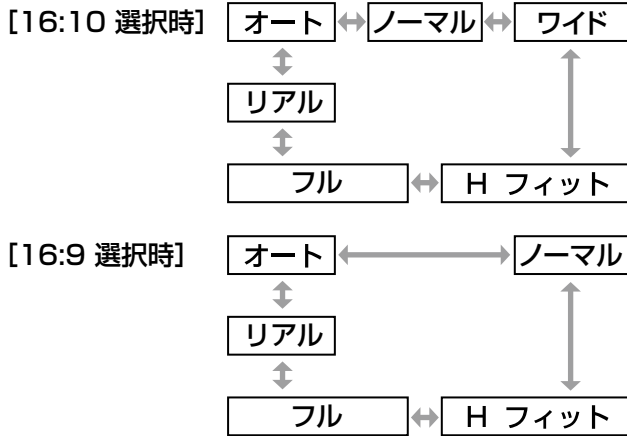 [16:10 選択時] オート ノーマル ワイド
リアル
フル H フィット
[16:9 選択時] オート ノーマル
リアル
フル H フィット